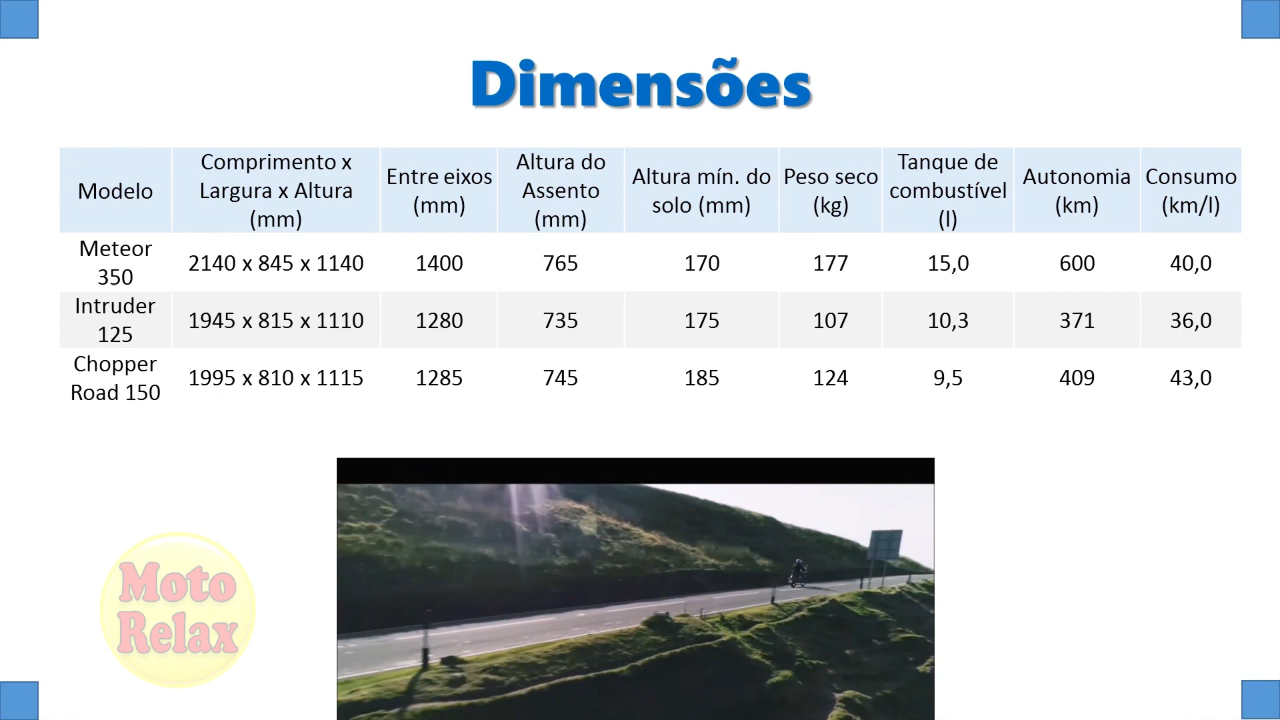 Dimensões
Modelo
Comprimento x
Largura x Altura
(mm)
Entre eixos
(mm)
Altura do
Assento
(mm)
Altura mín. do
solo (mm)
Peso seco
(kg)
Tanque de
combustível
(l)
Autonomia
(km)
Consumo
(km/l)
Meteor
350
2140 x 845 x 1140
1400
765
170
177
15,0
600
40,0
Intruder
125
1945 x 815 x 1110
1280
735
175
107
10,3
371
36,0
Chopper
Road 150
1995 x 810 x 1115
1285
745
185
124
9,5
409
43,0
Moto
Relax